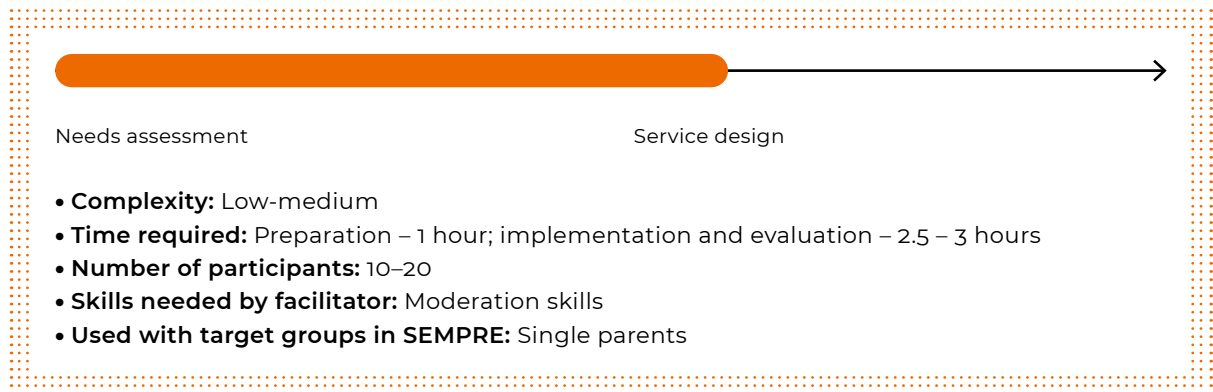 Needs assessment
Service design
• Complexity: Low-medium
• Time required: Preparation – 1 hour; implementation and evaluation – 2.5 – 3 hours
• Number of participants: 10–20
• Skills needed by facilitator: Moderation skills
• Used with target groups in SEMPRE: Single parents